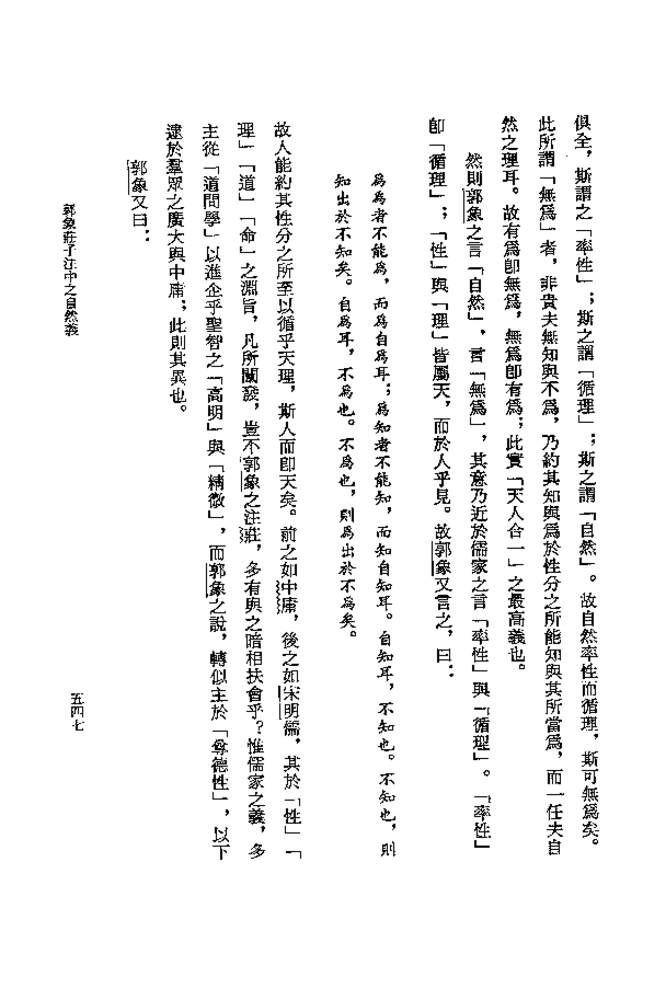 俱全，斯謂之「率性」；斯之謂「循理」；斯之謂「自然」。故自然率性而循理，斯可無爲矣。
此所謂「無爲」者，非貴夫無知與不爲，乃約其知與爲於性分之所能知與其所當爲，而一任夫自
然之理耳。故有爲卽無爲，無爲卽有爲；此實「天人合一」之最高義也。
然則郭象之言「自然」，言「無爲」，其意乃近於儒家之言「率性」與「循理」。「率性」
卽「循理」；「性」與「理」皆屬天，而於人乎見。故郭象又言之，曰：
爲爲者不能爲，而爲自爲耳；爲知者不能知，而知自知耳。自知耳，不知也。不知也，則
知出於不知矣。自爲耳，不爲也。不爲也，則爲出於不爲矣。
故人能約其性分之所至以循乎天理，斯人而卽天矣。前之如中庸，後之如宋明儒，其於「性」「
理」「道」「命」之淵旨，凡所闡發，豈不郭象之注莊，多有與之暗相扶會乎？惟儒家之義，多
主從「道問學」以進企乎聖智之「高明」與「精微」，而郭象之說，轉似主於「尊德性」，以下
逮於羣眾之廣大與中庸；此則其異也。
郭象又曰：
郭象莊子注中之自然義
五四七